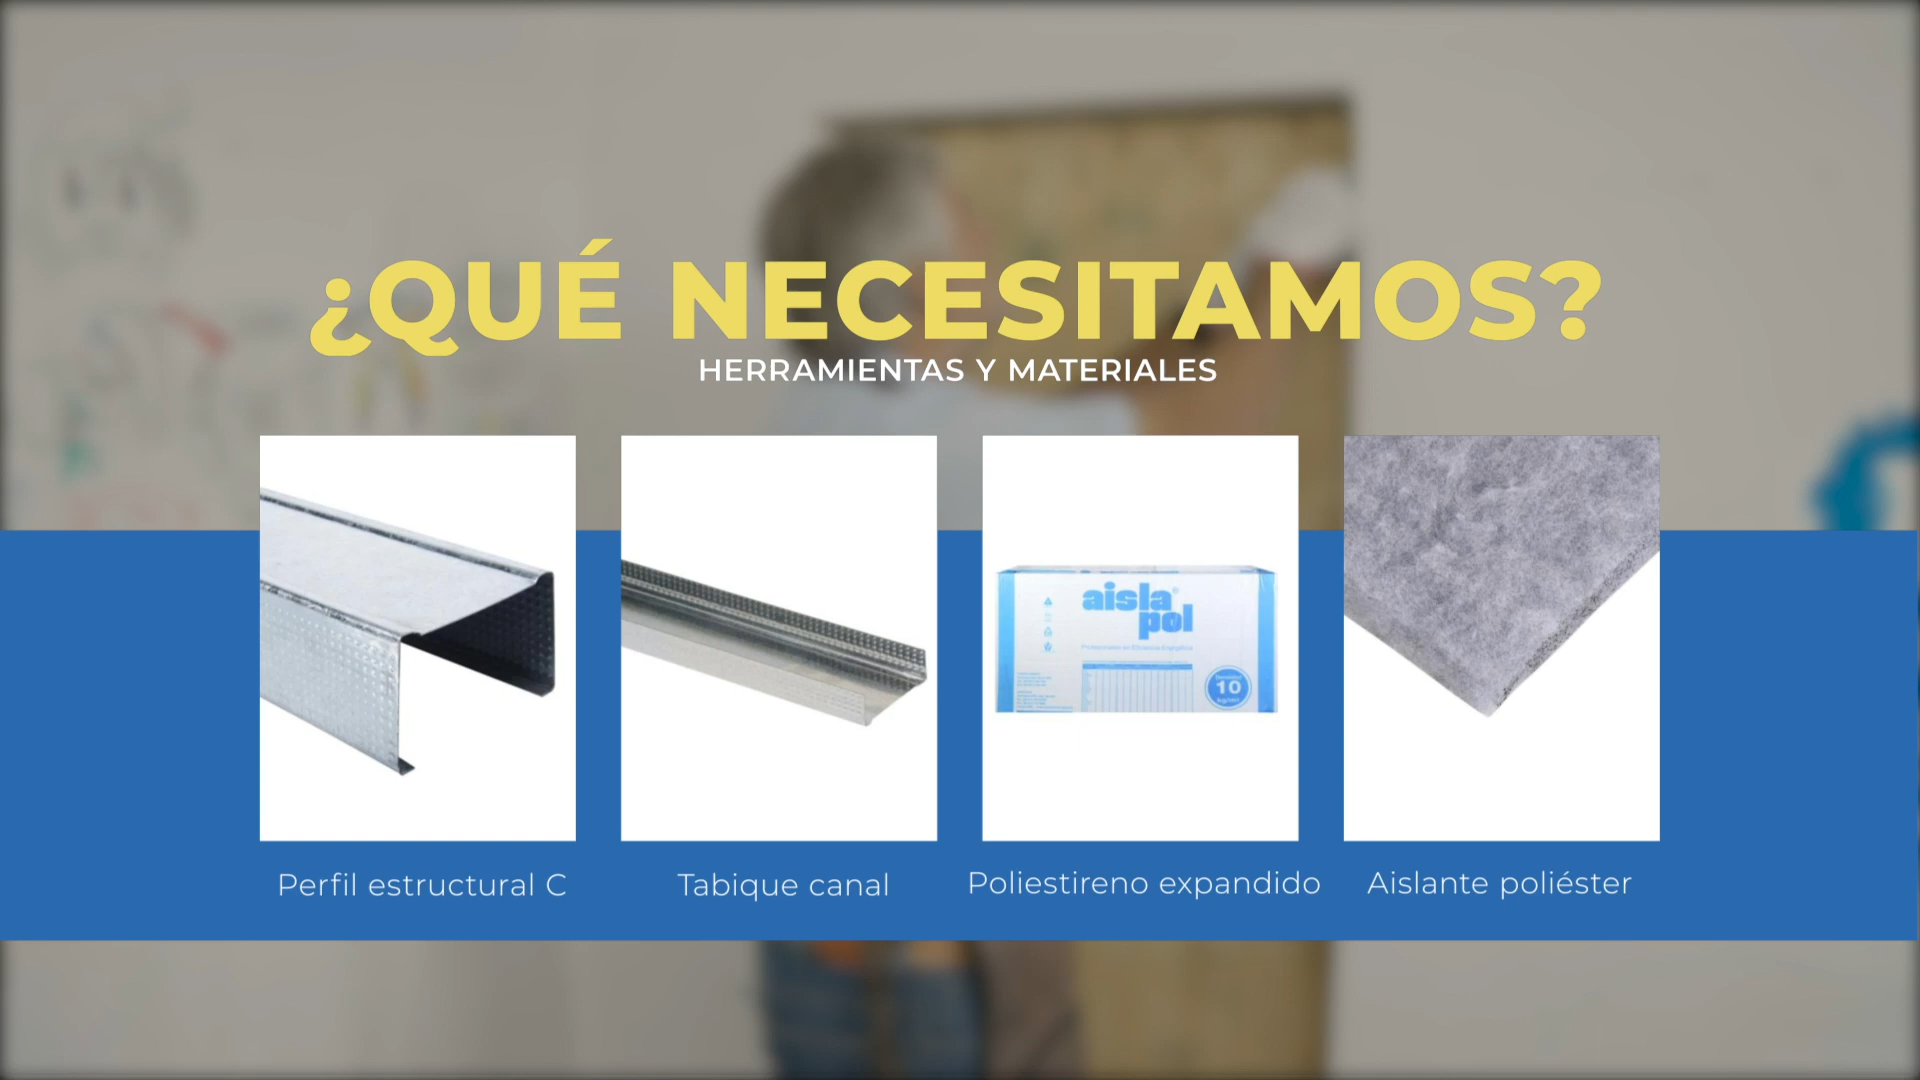 ¿QUÉ NECESITAMOS?
HERRAMIENTAS Y MATERIALES
aisla
pol
10
Perfil estructural C
Tabique canal
Poliestireno expandido
Aislante poliéster